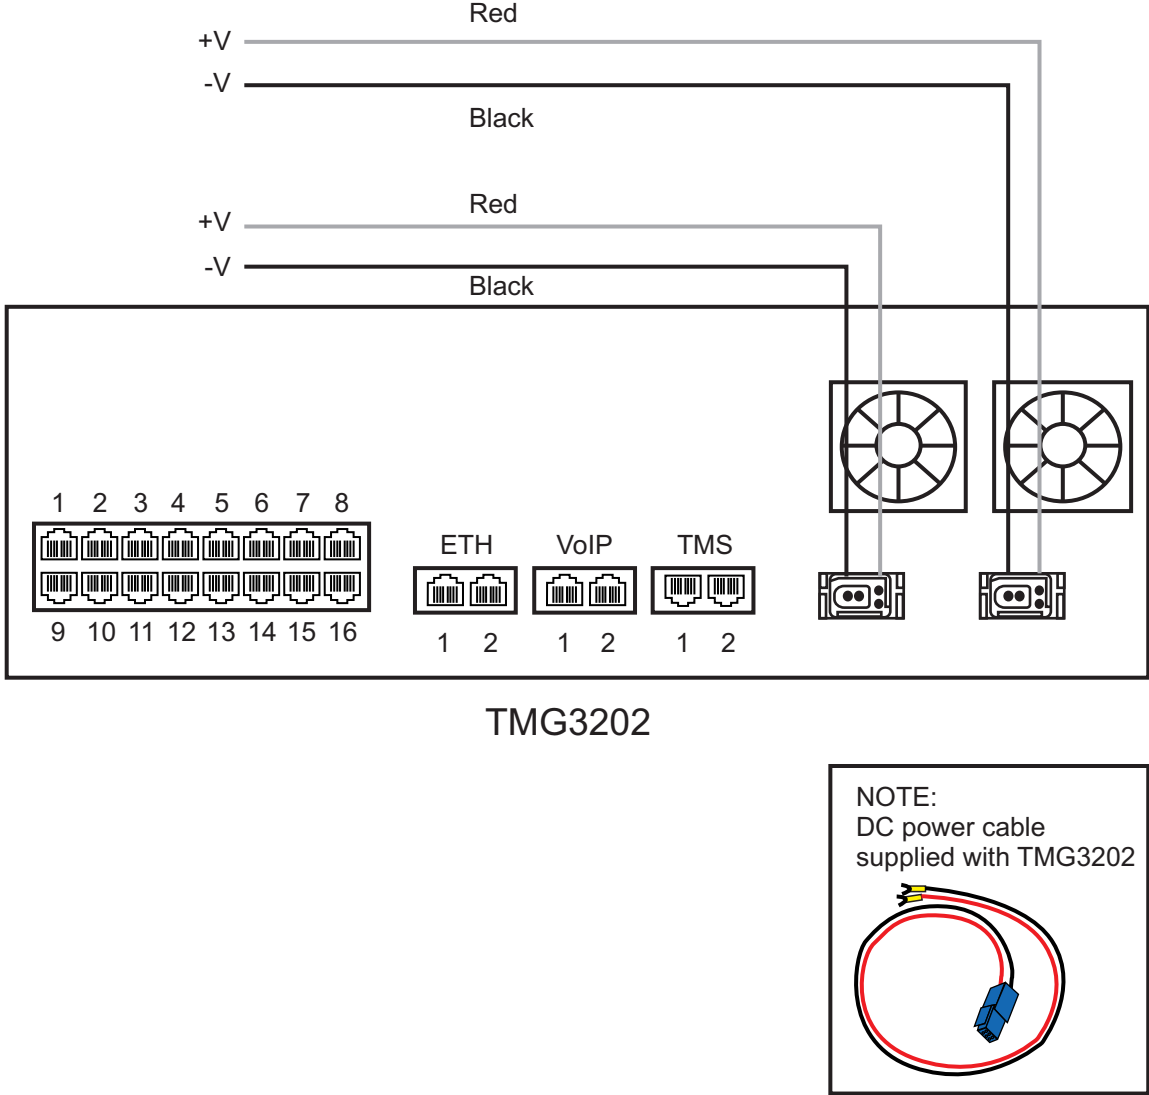 Red
+V
-V
Black
Red
+V
-V
Black
1 2 3 4 5 6 7 8
ETH VoIP TMS
9 10 11 12 13 14 15 16
1 2 1 2 1 2
TMG3202
NOTE:
DC power cable
supplied with TMG3202